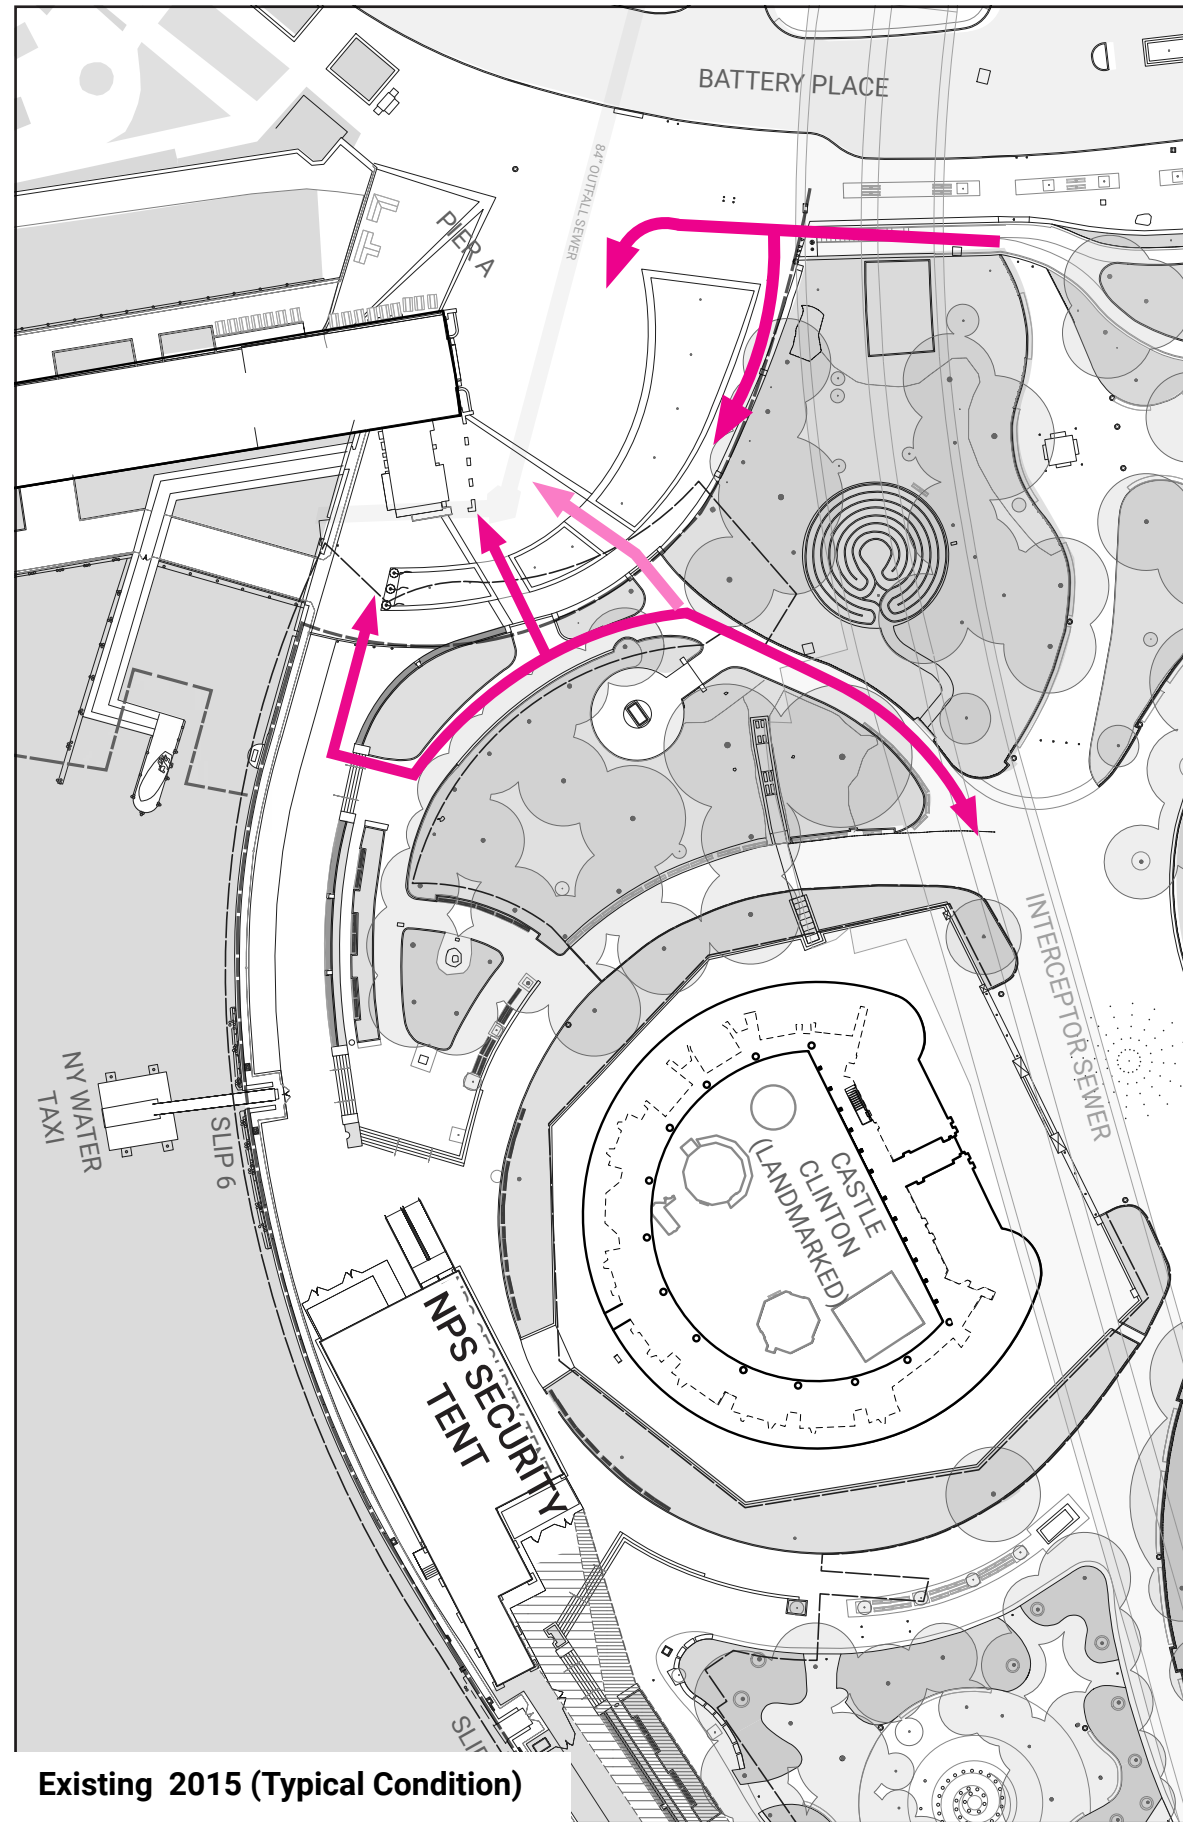 BATTERY PLACE
84" OUTFALL SEWER
PIER A
INTERCEPTOR SEWER
NY WATER
TAXI
SLIP 6
CASTLE
CLINTON
(LANDMARKED)
NPS SECURITY
TENT
Existing 2015 (Typical Condition)